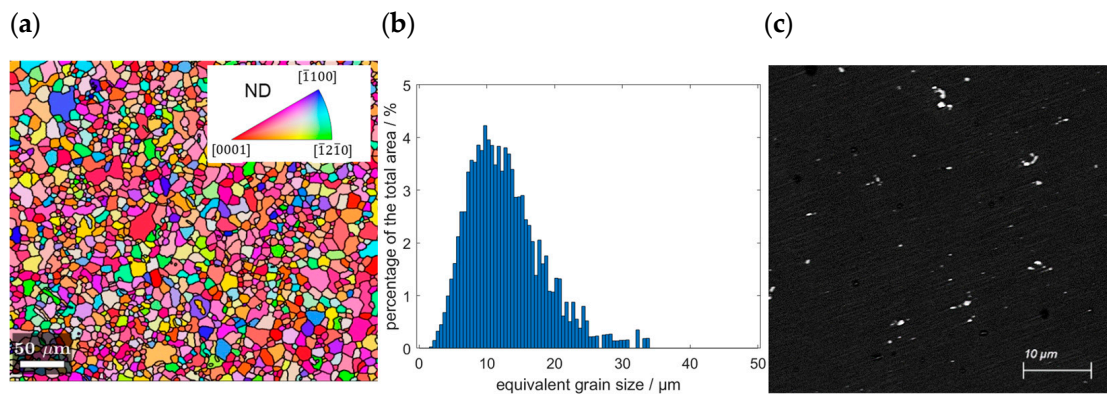 (a)
(b)
(c)
ND
[1̄100]
[0001]
[1̄21̄0]
50 μm
percentage of the total area / %
5
4
3
2
1
0
0 10 20 30 40 50
equivalent grain size / μm
10 μm